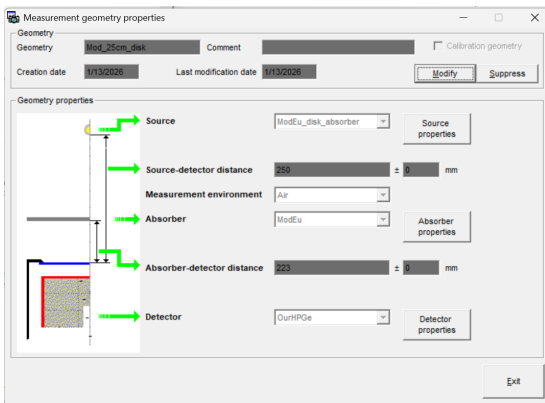 Measurement geometry properties
Geometry
Geometry Mod_25cm_disk Comment Calibration geometry
Creation date 1/13/2026 Last modification date 1/13/2026 Modify Suppress
Geometry properties
Source ModEu_disk_absorber Source properties
Source-detector distance 250 ± 0 mm
Measurement environment Air
Absorber ModEu Absorber properties
Absorber-detector distance 223 ± 0 mm
Detector OurHPGe Detector properties
Exit